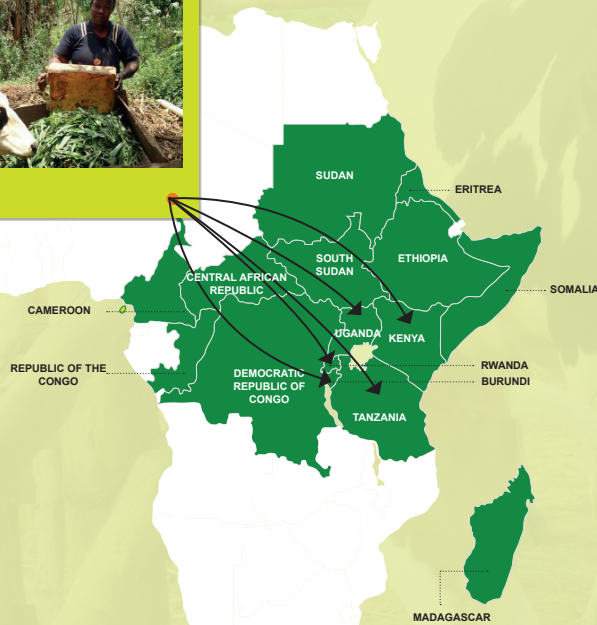 SUDAN
ERITREA
ETHIOPIA
SOUTH
SUDAN
CENTRAL AFRICAN
REPUBLIC
SOMALIA
CAMEROON
UGANDA
KENYA
REPUBLIC OF THE
CONGO
RWANDA
DEMOCRATIC
REPUBLIC OF
CONGO
BURUNDI
TANZANIA
MADAGASCAR